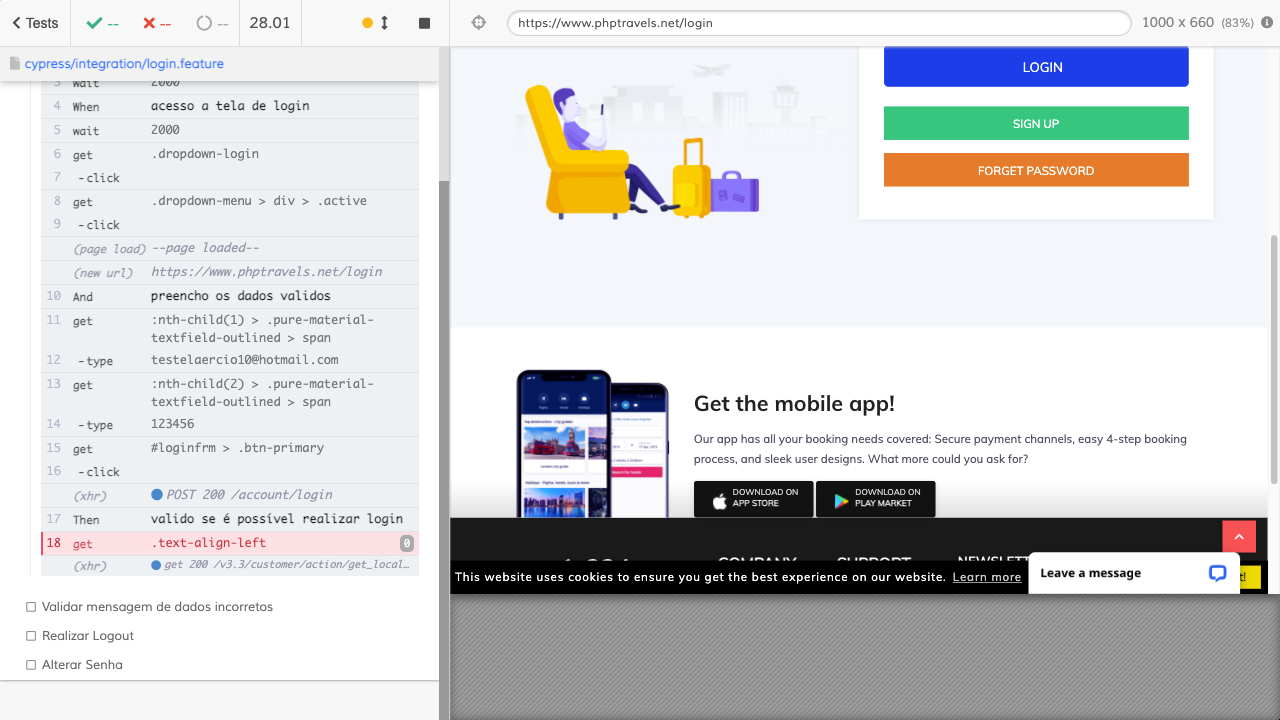 Tests
--
--
--
28.01
https://www.phptravels.net/login
1000 x 660 (83%)
cypress/integration/login.feature
3 wait 2000
4 When acesso a tela de login
5 wait 2000
6 get .dropdown-login
7 -click
8 get .dropdown-menu > div > .active
9 -click
(page load) --page loaded--
(new url) https://www.phptravels.net/login
10 And preencho os dados validos
11 get :nth-child(1) > .pure-material-
textfield-outlined > span
12 -type testelaercio10@hotmail.com
13 get :nth-child(2) > .pure-material-
textfield-outlined > span
14 -type 123456
15 get #loginfrm > .btn-primary
16 -click
(xhr) POST 200 /account/login
17 Then valido se é possível realizar login
18 get .text-align-left 0
(xhr) get 200 /v3.3/customer/action/get_local…
Validar mensagem de dados incorretos
Realizar Logout
Alterar Senha
LOGIN
SIGN UP
FORGET PASSWORD
Get the mobile app!
Our app has all your booking needs covered: Secure payment channels, easy 4-step booking
process, and sleek user designs. What more could you ask for?
DOWNLOAD ON
APP STORE
DOWNLOAD ON
PLAY MARKET
COMPANY
SUPPORT
NEWSLETT
This website uses cookies to ensure you get the best experience on our website. Learn more
Leave a message
t!